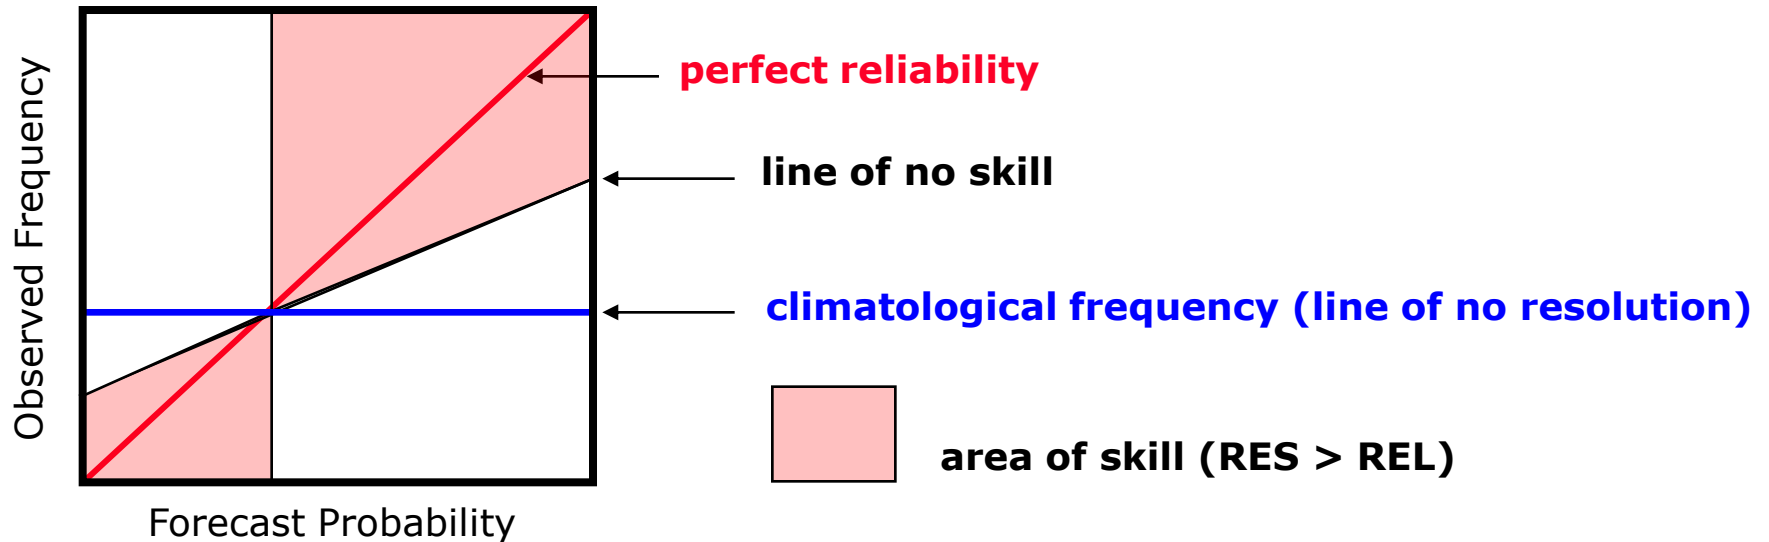 Observed Frequency
perfect reliability
line of no skill
climatological frequency (line of no resolution)
area of skill (RES > REL)
Forecast Probability